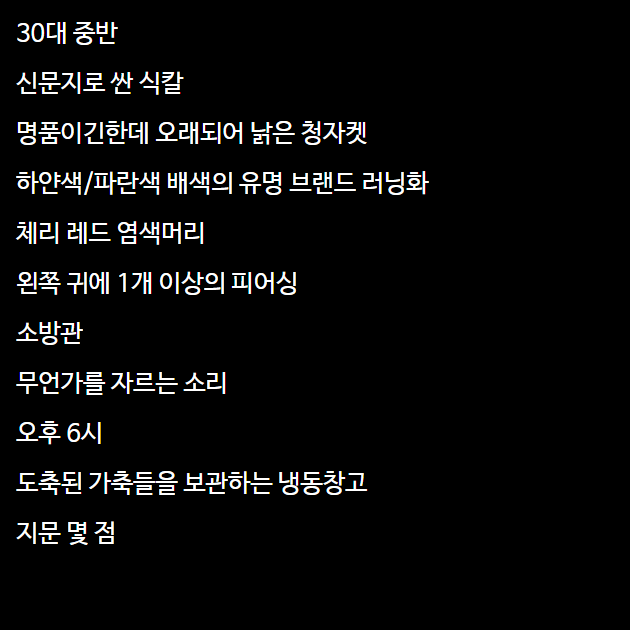 30대 중반
신문지로 싼 식칼
명품이긴한데 오래되어 낡은 청자켓
하얀색/파란색 배색의 유명 브랜드 러닝화
체리 레드 염색머리
왼쪽 귀에 1개 이상의 피어싱
소방관
무언가를 자르는 소리
오후 6시
도축된 가축들을 보관하는 냉동창고
지문 몇 점